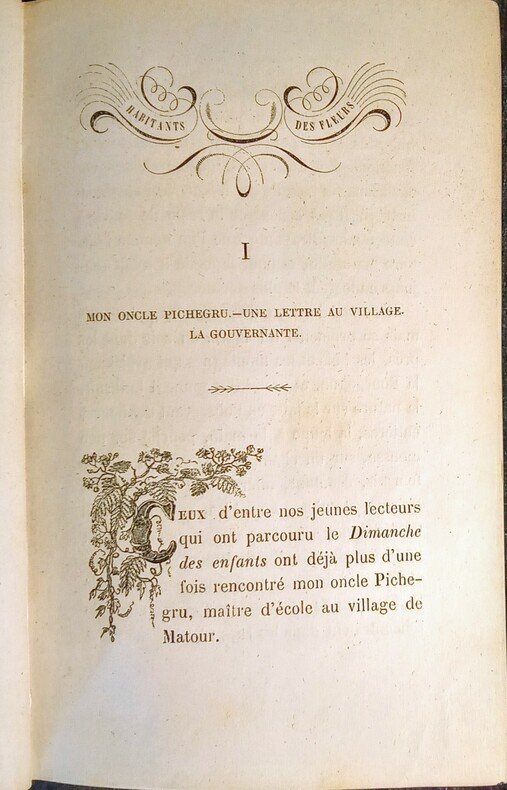 HABITANTS DES FLEURS
I
MON ONCLE PICHEGRU.—UNE LETTRE AU VILLAGE.
LA GOUVERNANTE.
CEUX d'entre nos jeunes lecteurs
qui ont parcouru le Dimanche
des enfants ont déjà plus d'une
fois rencontré mon oncle Piche-
gru, maître d'école au village de
Matour.